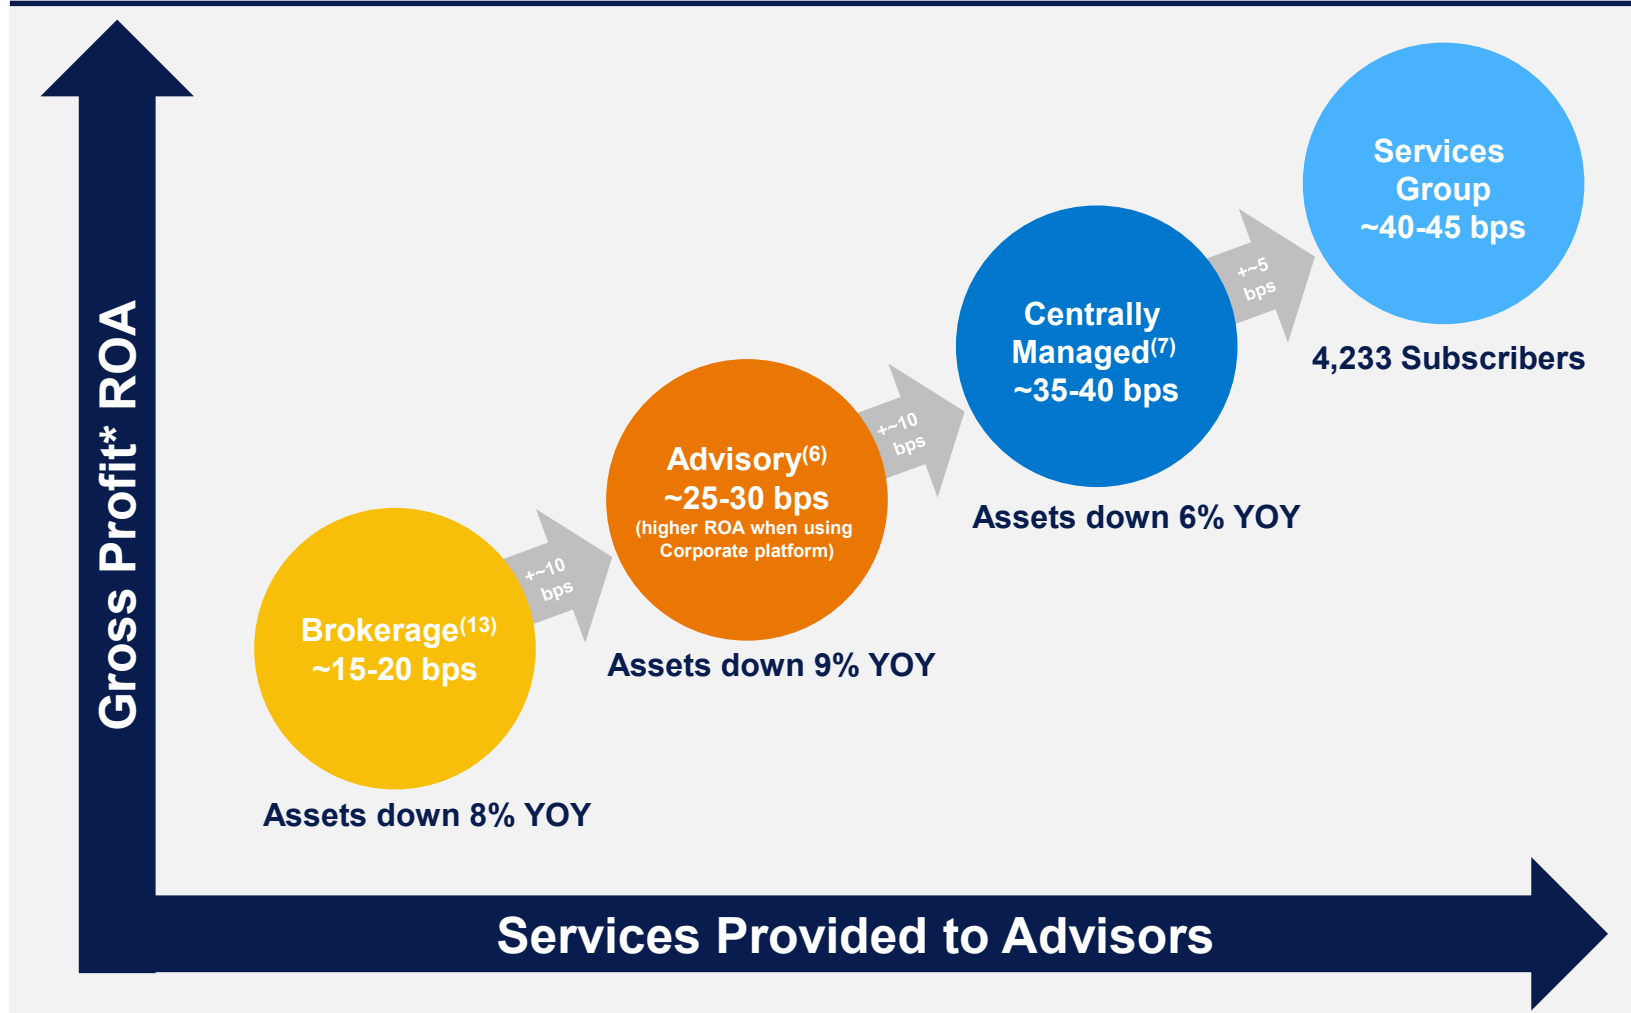 Gross Profit* ROA
Services
Group
~40-45 bps
4,233 Subscribers
+~5
bps
Centrally
Managed(7)
~35-40 bps
Assets down 6% YOY
+~10
bps
Advisory(6)
~25-30 bps
(higher ROA when using
Corporate platform)
Assets down 9% YOY
+~10
bps
Brokerage(13)
~15-20 bps
Assets down 8% YOY
Services Provided to Advisors